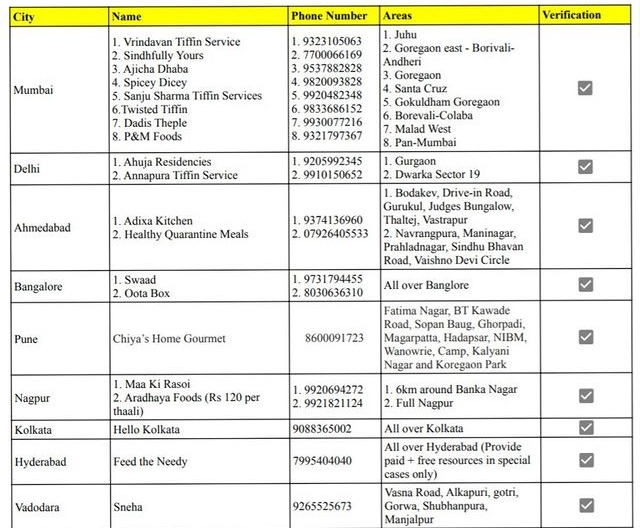 City Name Phone Number Areas Verification
Mumbai
1. Vrindavan Tiffin Service
2. Sindhfully Yours
3. Ajicha Dhaba
4. Spicey Dicey
5. Sanju Sharma Tiffin Services
6.Twisted Tiffin
7. Dadis Theple
8. P&M Foods
1. 9323105063
2. 7700066169
3. 9537882828
4. 9820093828
5. 9920482348
6. 9833686152
7. 9930077216
8. 9321797367
1. Juhu
2. Goregaon east - Borivali-
Andheri
3. Goregaon
4. Santa Cruz
5. Gokuldham Goregaon
6. Borevali-Colaba
7. Malad West
8. Pan-Mumbai
Delhi
1. Ahuja Residencies
2. Annapura Tiffin Service
1. 9205992345
2. 9910150652
1. Gurgaon
2. Dwarka Sector 19
Ahmedabad
1. Adixa Kitchen
2. Healthy Quarantine Meals
1. 9374136960
2. 07926405533
1. Bodakev, Drive-in Road,
Gurukul, Judges Bungalow,
Thaltej, Vastrapur
2. Navrangpura, Maninagar,
Prahladnagar, Sindhu Bhavan
Road, Vaishno Devi Circle
Bangalore
1. Swaad
2. Oota Box
1. 9731794455
2. 8030636310
All over Banglore
Pune
Chiya's Home Gourmet
8600091723
Fatima Nagar, BT Kawade
Road, Sopan Baug, Ghorpadi,
Magarpatta, Hadapsar, NIBM,
Wanowrie, Camp, Kalyani
Nagar and Koregaon Park
Nagpur
1. Maa Ki Rasoi
2. Aradhaya Foods (Rs 120 per
thaali)
1. 9920694272
2. 9921821124
1. 6km around Banka Nagar
2. Full Nagpur
Kolkata
Hello Kolkata
9088365002
All over Kolkata
Hyderabad
Feed the Needy
7995404040
All over Hyderabad (Provide
paid + free resources in special
cases only)
Vadodara
Sneha
9265525673
Vasna Road, Alkapuri, gotri,
Gorwa, Shubhanpura,
Manjalpur